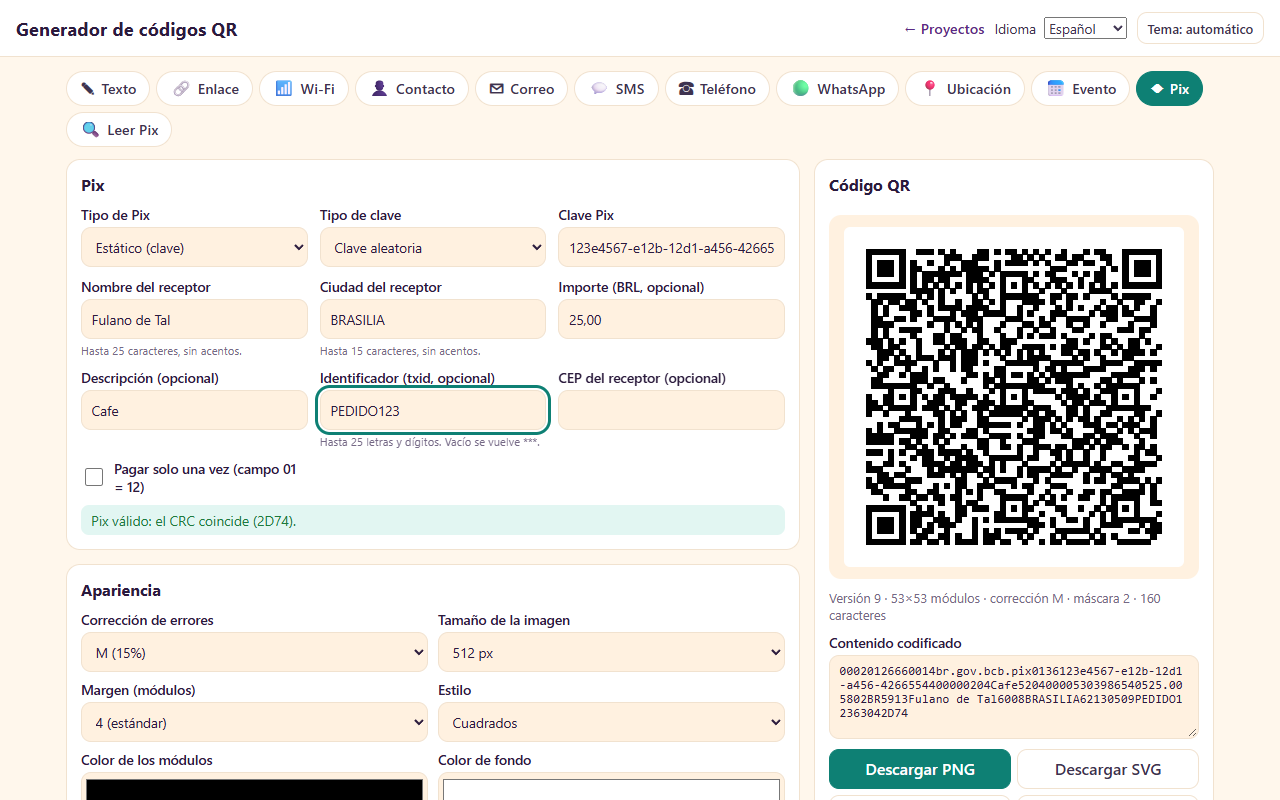 Generador de códigos QR
← Proyectos
Idioma
Español
Tema: automático
Texto
Enlace
Wi-Fi
Contacto
Correo
SMS
Teléfono
WhatsApp
Ubicación
Evento
Pix
Leer Pix
Pix
Tipo de Pix
Tipo de clave
Clave Pix
Estático (clave)
Clave aleatoria
123e4567-e12b-12d1-a456-42665
Nombre del receptor
Ciudad del receptor
Importe (BRL, opcional)
Fulano de Tal
BRASILIA
25,00
Hasta 25 caracteres, sin acentos.
Hasta 15 caracteres, sin acentos.
Descripción (opcional)
Identificador (txid, opcional)
CEP del receptor (opcional)
Cafe
PEDIDO123
Hasta 25 letras y dígitos. Vacío se vuelve ***.
Pagar solo una vez (campo 01
= 12)
Pix válido: el CRC coincide (2D74).
Apariencia
Corrección de errores
Tamaño de la imagen
M (15%)
512 px
Margen (módulos)
Estilo
4 (estándar)
Cuadrados
Color de los módulos
Color de fondo
Código QR
Versión 9 · 53×53 módulos · corrección M · máscara 2 · 160
caracteres
Contenido codificado
00020126660014br.gov.bcb.pix0136123e4567-e12b-12d1
-a456-4266554400000204Cafe520400005303986540525.00
5802BR5913Fulano de Tal6008BRASILIA62130509PEDIDO1
2363042D74
Descargar PNG
Descargar SVG